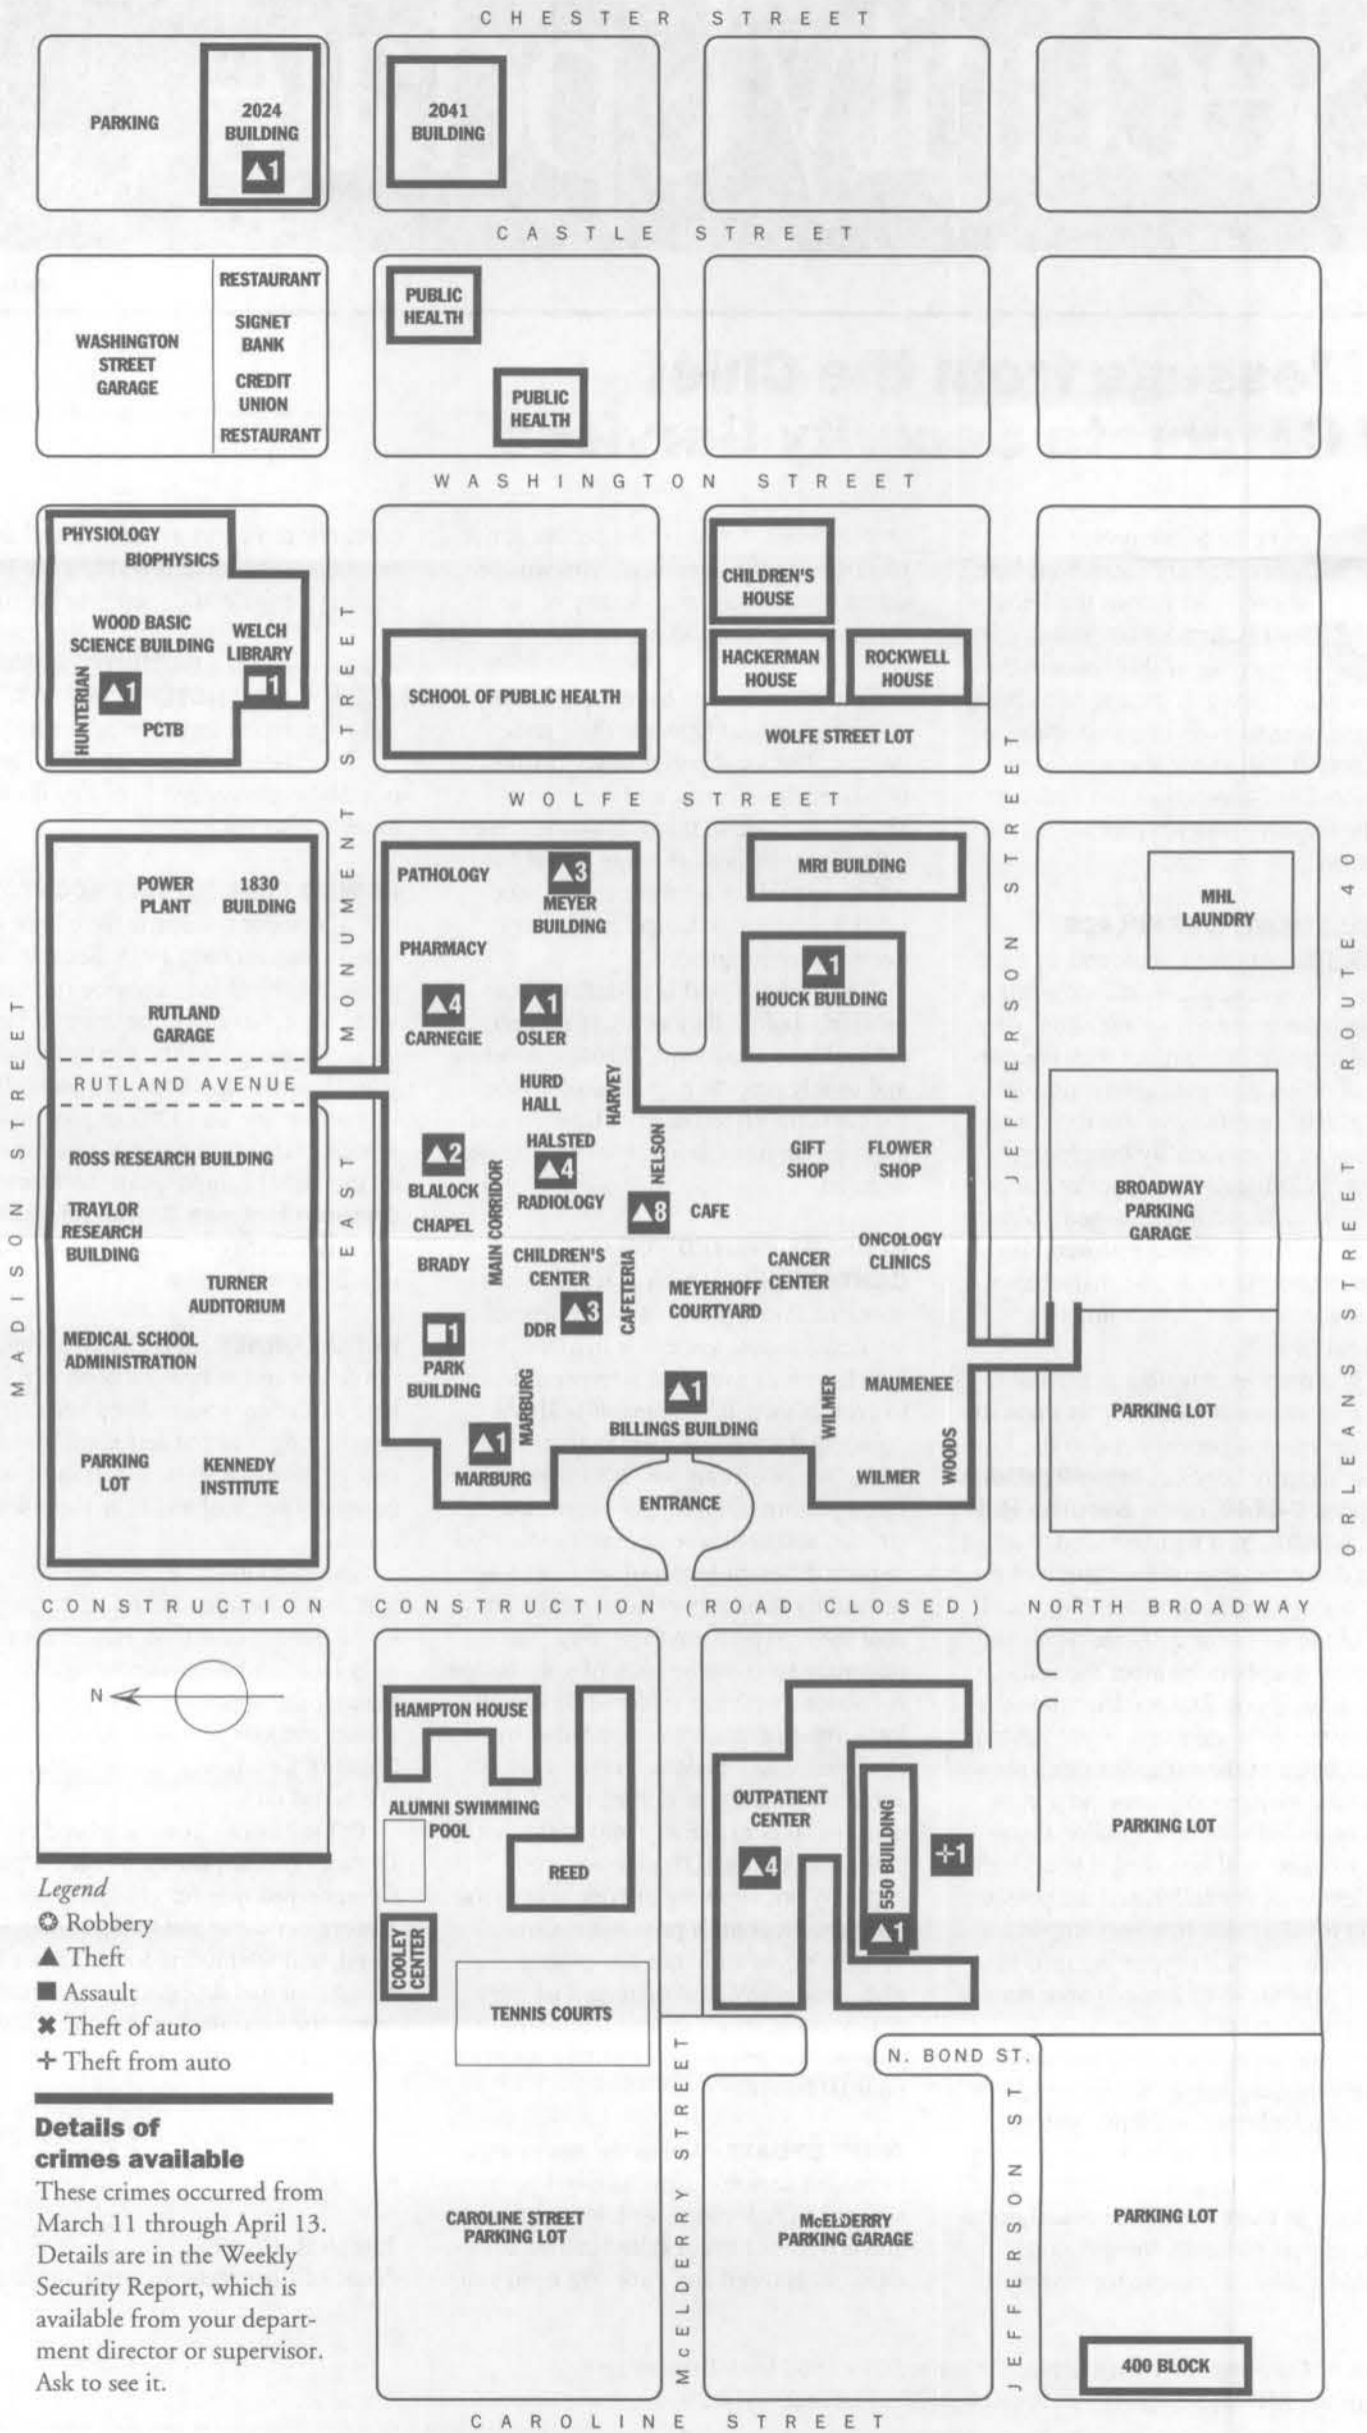 CHESTER STREET
PARKING
2024
BUILDING
▲1
2041
BUILDING
CASTLE STREET
WASHINGTON
STREET
GARAGE
RESTAURANT
SIGNET
BANK
CREDIT
UNION
RESTAURANT
PUBLIC
HEALTH
PUBLIC
HEALTH
WASHINGTON STREET
PHYSIOLOGY
BIOPHYSICS
WOOD BASIC
SCIENCE BUILDING
WELCH
LIBRARY
■1
HUNTERIAN
▲1
PCTB
SCHOOL OF PUBLIC HEALTH
CHILDREN'S
HOUSE
HACKERMAN
HOUSE
ROCKWELL
HOUSE
WOLFE STREET LOT
WOLFE STREET
EAST MONUMENT STREET
JEFFERSON STREET
MADISON STREET
ORLEANS STREET ROUTE 40
POWER
PLANT
1830
BUILDING
RUTLAND
GARAGE
RUTLAND AVENUE
ROSS RESEARCH BUILDING
TRAYLOR
RESEARCH
BUILDING
TURNER
AUDITORIUM
MEDICAL SCHOOL
ADMINISTRATION
PARKING
LOT
KENNEDY
INSTITUTE
PATHOLOGY
▲3
MEYER
BUILDING
PHARMACY
▲4
CARNEGIE
▲1
OSLER
HURD
HALL
HARVEY
HALSTED
▲4
RADIOLOGY
NELSON
▲2
BLALOCK
CHAPEL
BRADY
MAIN CORRIDOR
▲8
CAFE
CHILDREN'S
CENTER
DDR
▲3
CAFETERIA
■1
PARK
BUILDING
MARBURG
▲1
MARBURG
MRI BUILDING
▲1
HOUCK BUILDING
GIFT
SHOP
FLOWER
SHOP
ONCOLOGY
CLINICS
CANCER
CENTER
MEYERHOFF
COURTYARD
▲1
BILLINGS BUILDING
WILMER
MAUMENEE
WILMER
WOODS
ENTRANCE
MHL
LAUNDRY
BROADWAY
PARKING
GARAGE
PARKING LOT
CONSTRUCTION
CONSTRUCTION (ROAD CLOSED)
NORTH BROADWAY
N
HAMPTON HOUSE
ALUMNI SWIMMING
POOL
REED
COOLEY
CENTER
TENNIS COURTS
OUTPATIENT
CENTER
▲4
550 BUILDING
▲1
✛1
PARKING LOT
N. BOND ST.
McELDERRY STREET
JEFFERSON ST
CAROLINE STREET
PARKING LOT
McELDERRY
PARKING GARAGE
PARKING LOT
400 BLOCK
CAROLINE STREET
Legend
✪ Robbery
▲ Theft
■ Assault
✖ Theft of auto
✛ Theft from auto
Details of
crimes available
These crimes occurred from
March 11 through April 13.
Details are in the Weekly
Security Report, which is
available from your depart-
ment director or supervisor.
Ask to see it.